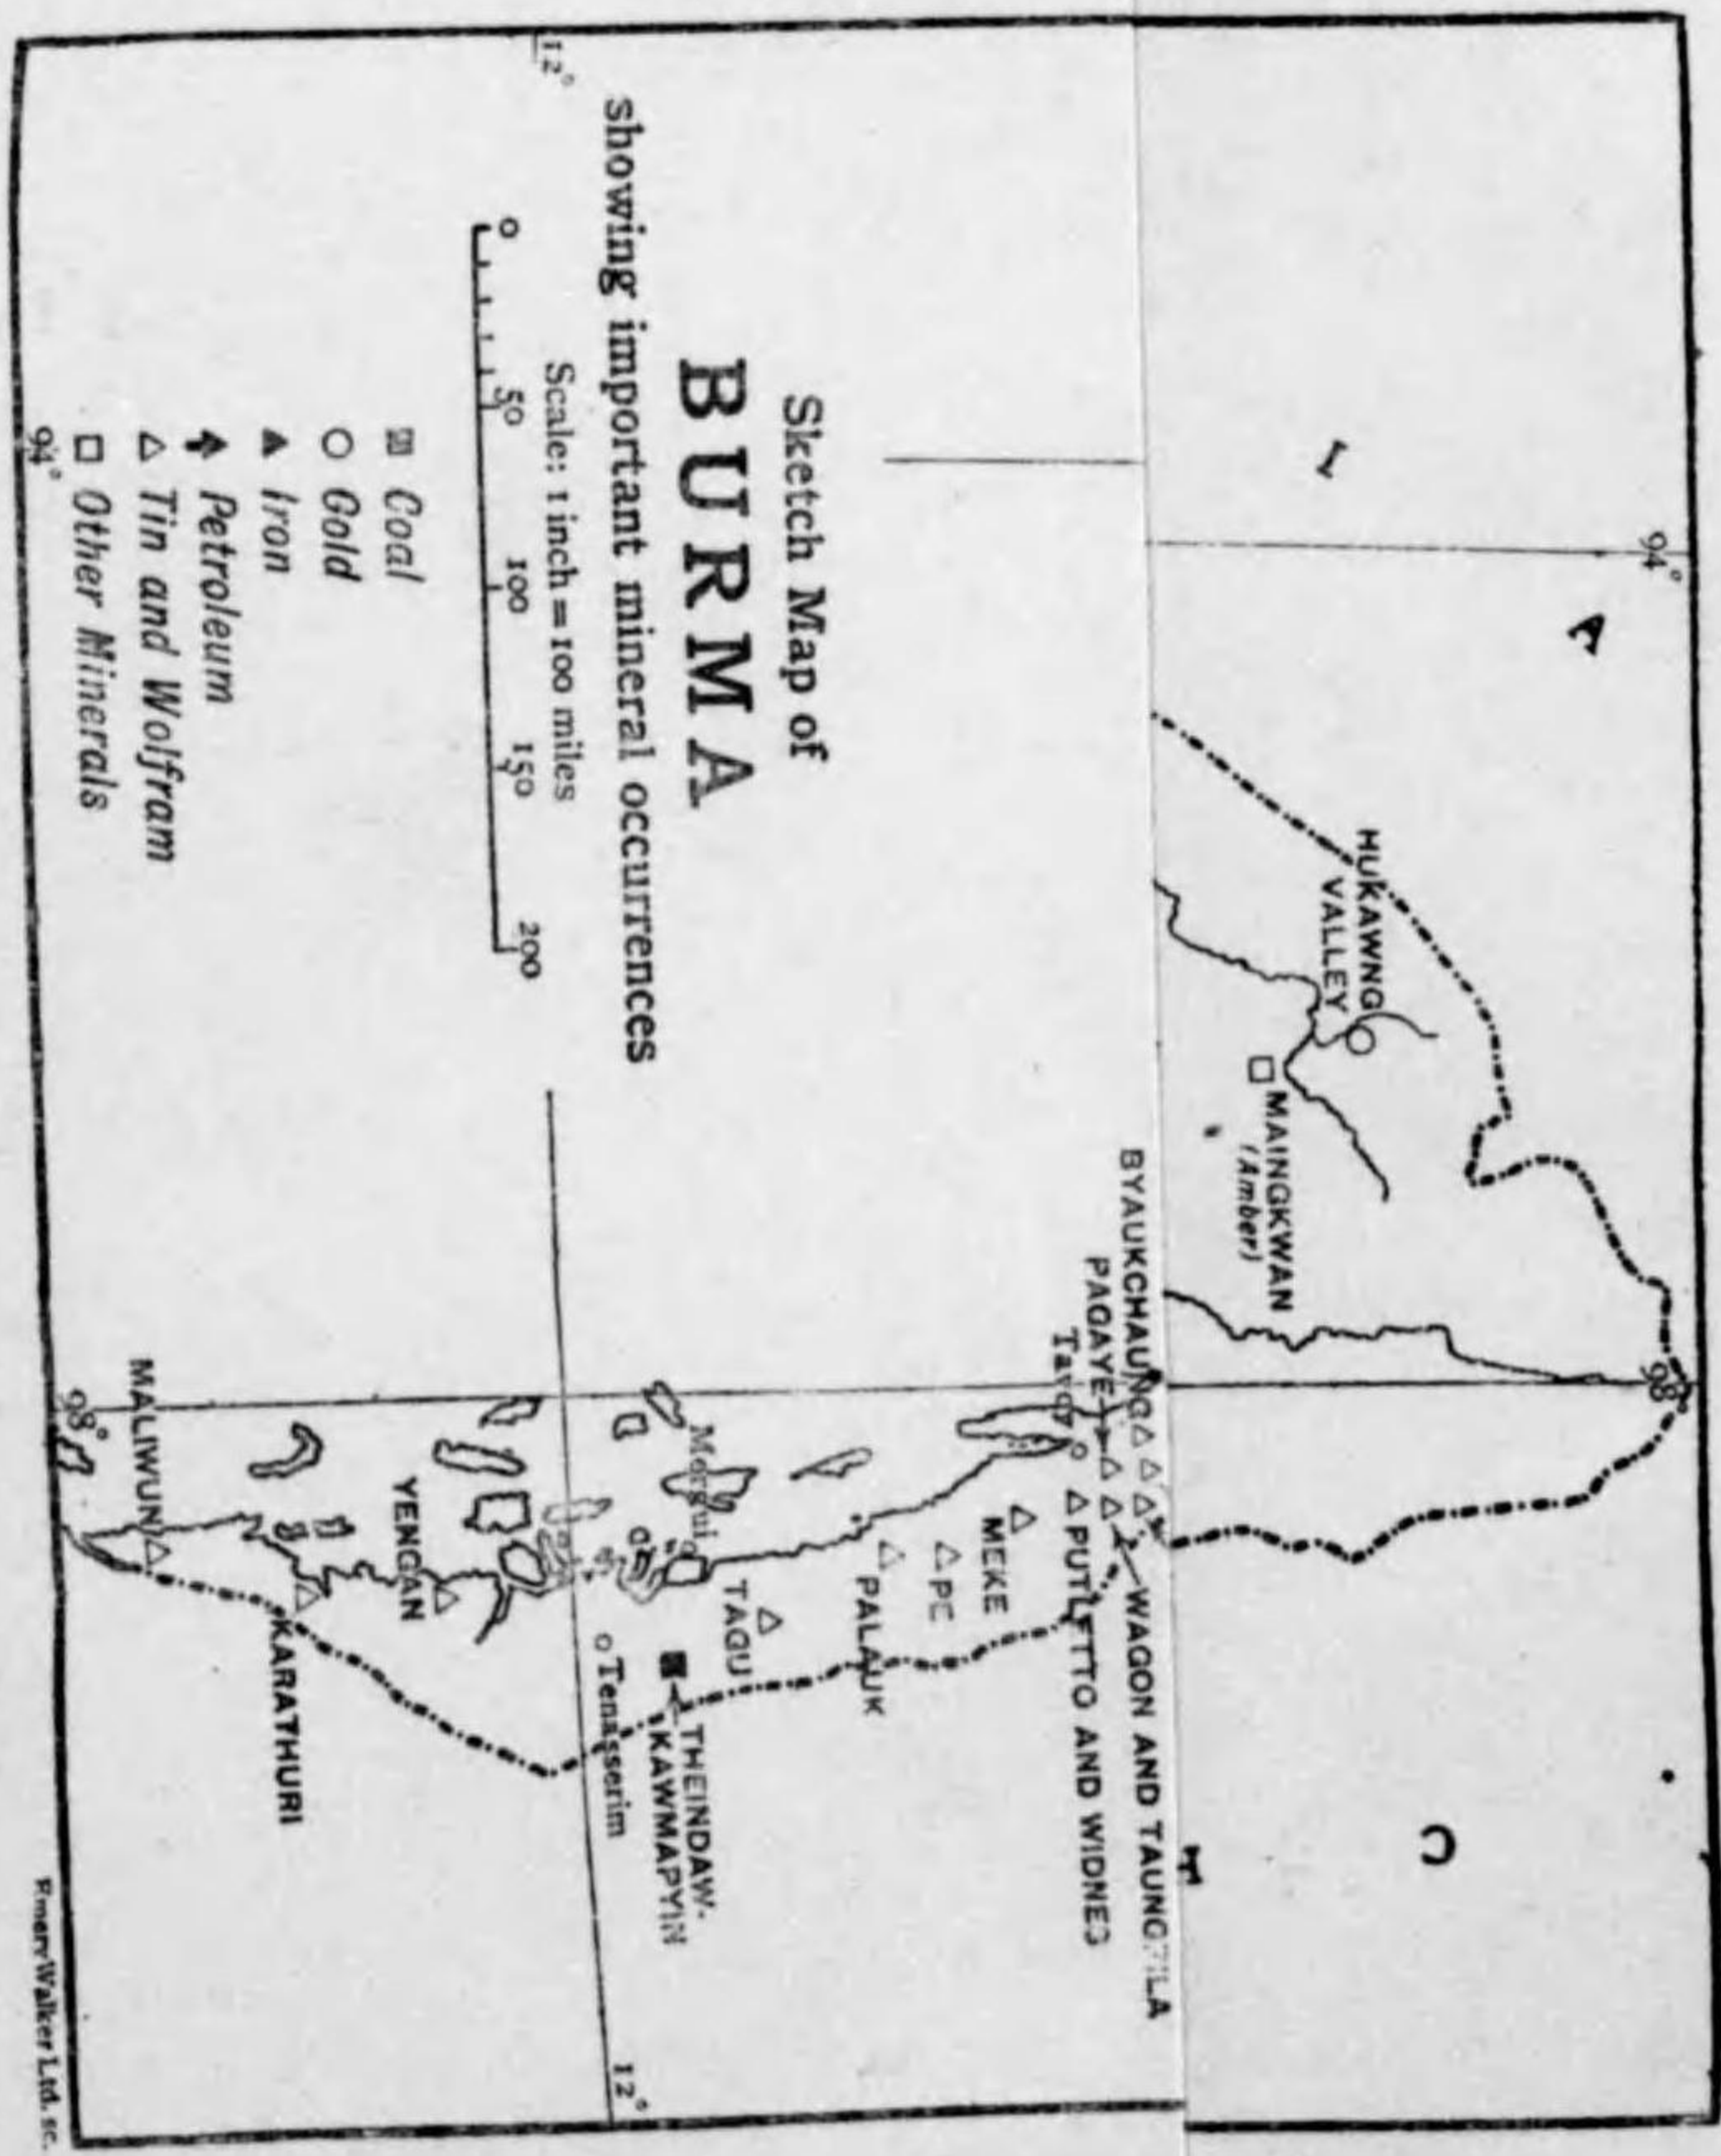 94°
98°
HUKAWNG
VALLEY
MAINGKWAN
(Amber)
BYAUKCHAUNG
WAGON AND
PAGAYE
PUTLETTO AND WIDNES
Tavoy
MEKE
PE
PALAUK
TAGU
Mergui
THEINDAW-
KAWMAPYIN
Tenasserim
YENGAN
KARATHURI
MALIWUN
Sketch Map of
BURMA
showing important mineral occurrences
Scale: 1 inch = 100 miles
0 50 100 150 200
Coal
Gold
Iron
Petroleum
Tin and Wolfram
Other Minerals
12°
12°
94°
98°
Emery Walker Ltd. sc.